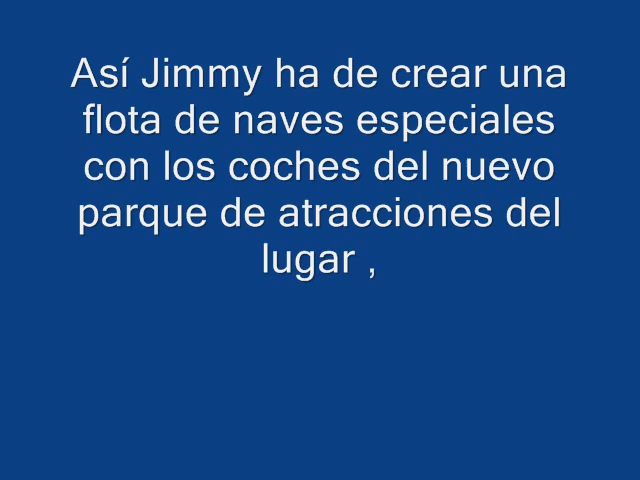 Así Jimmy ha de crear una
flota de naves especiales
con los coches del nuevo
parque de atracciones del
lugar ,